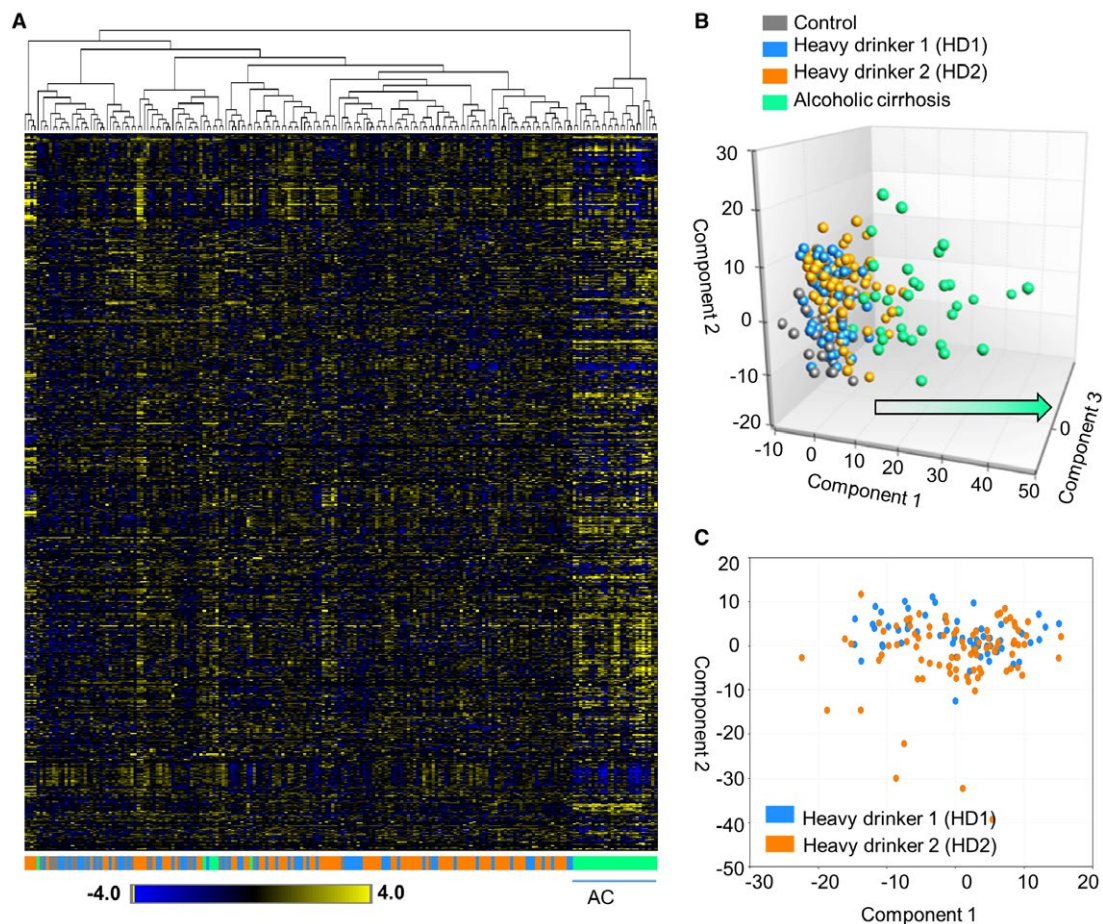 A
-4.0
4.0
AC
B
Control
Heavy drinker 1 (HD1)
Heavy drinker 2 (HD2)
Alcoholic cirrhosis
30
20
10
0
-10
-20
Component 2
-10
0
10
20
30
40
50
Component 1
0
Component 3
C
20
10
0
-10
-20
-30
-40
-50
Component 2
Heavy drinker 1 (HD1)
Heavy drinker 2 (HD2)
-30
-20
-10
0
10
20
Component 1